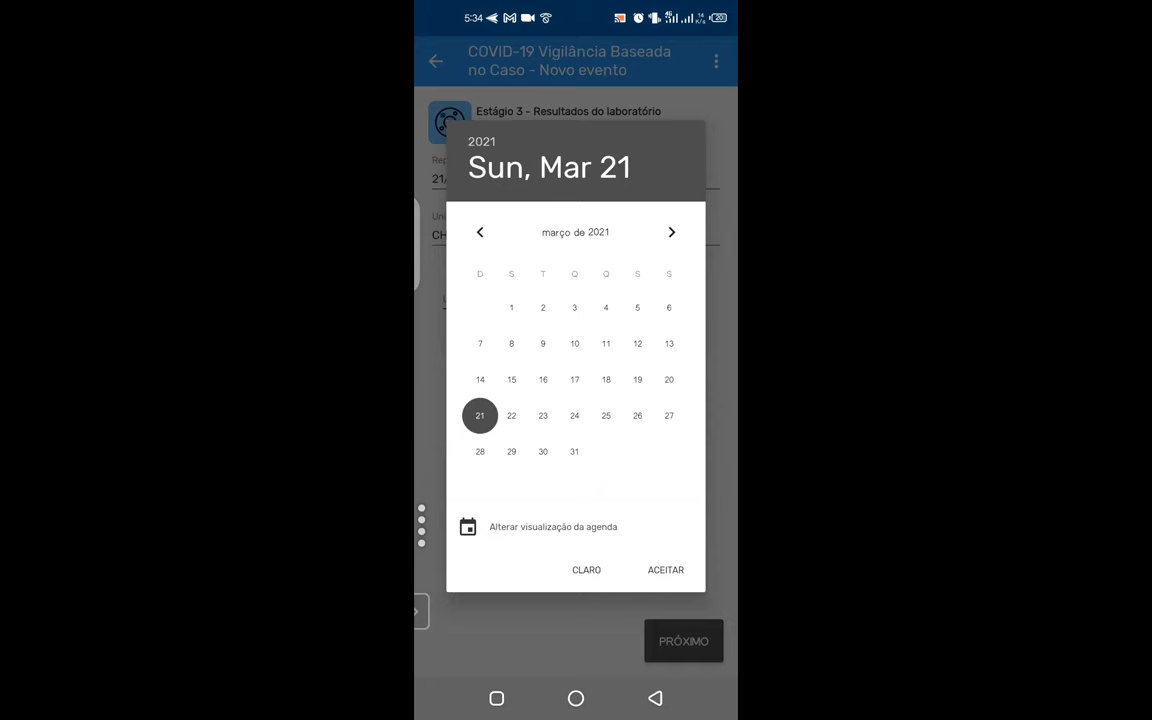 5:34
20
COVID-19 Vigilância Baseada
no Caso - Novo evento
Estágio 3 - Resultados do laboratório
2021
Sun, Mar 21
21/
CH
março de 2021
D S T Q Q S S
1 2 3 4 5 6
7 8 9 10 11 12 13
14 15 16 17 18 19 20
21 22 23 24 25 26 27
28 29 30 31
Alterar visualização da agenda
CLARO ACEITAR
PRÓXIMO